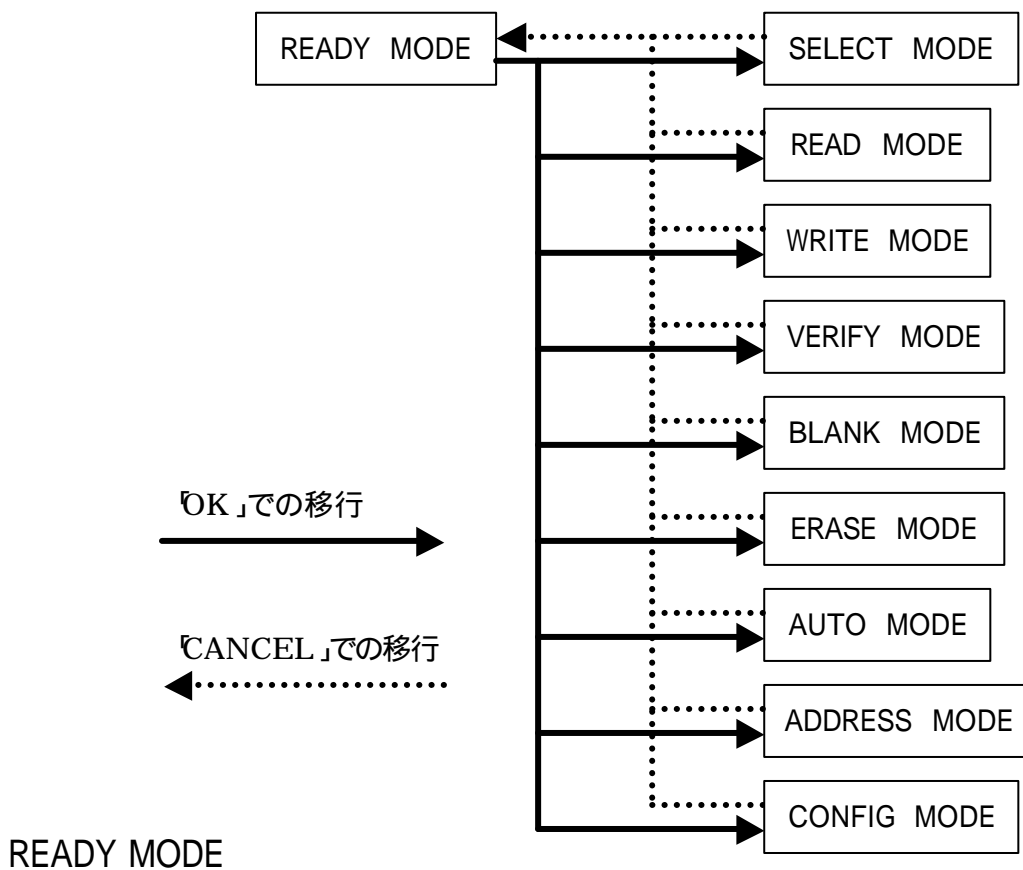 READY MODE
SELECT MODE
READ MODE
WRITE MODE
VERIFY MODE
BLANK MODE
「OK」での移行
ERASE MODE
AUTO MODE
「CANCEL」での移行
ADDRESS MODE
CONFIG MODE
READY MODE